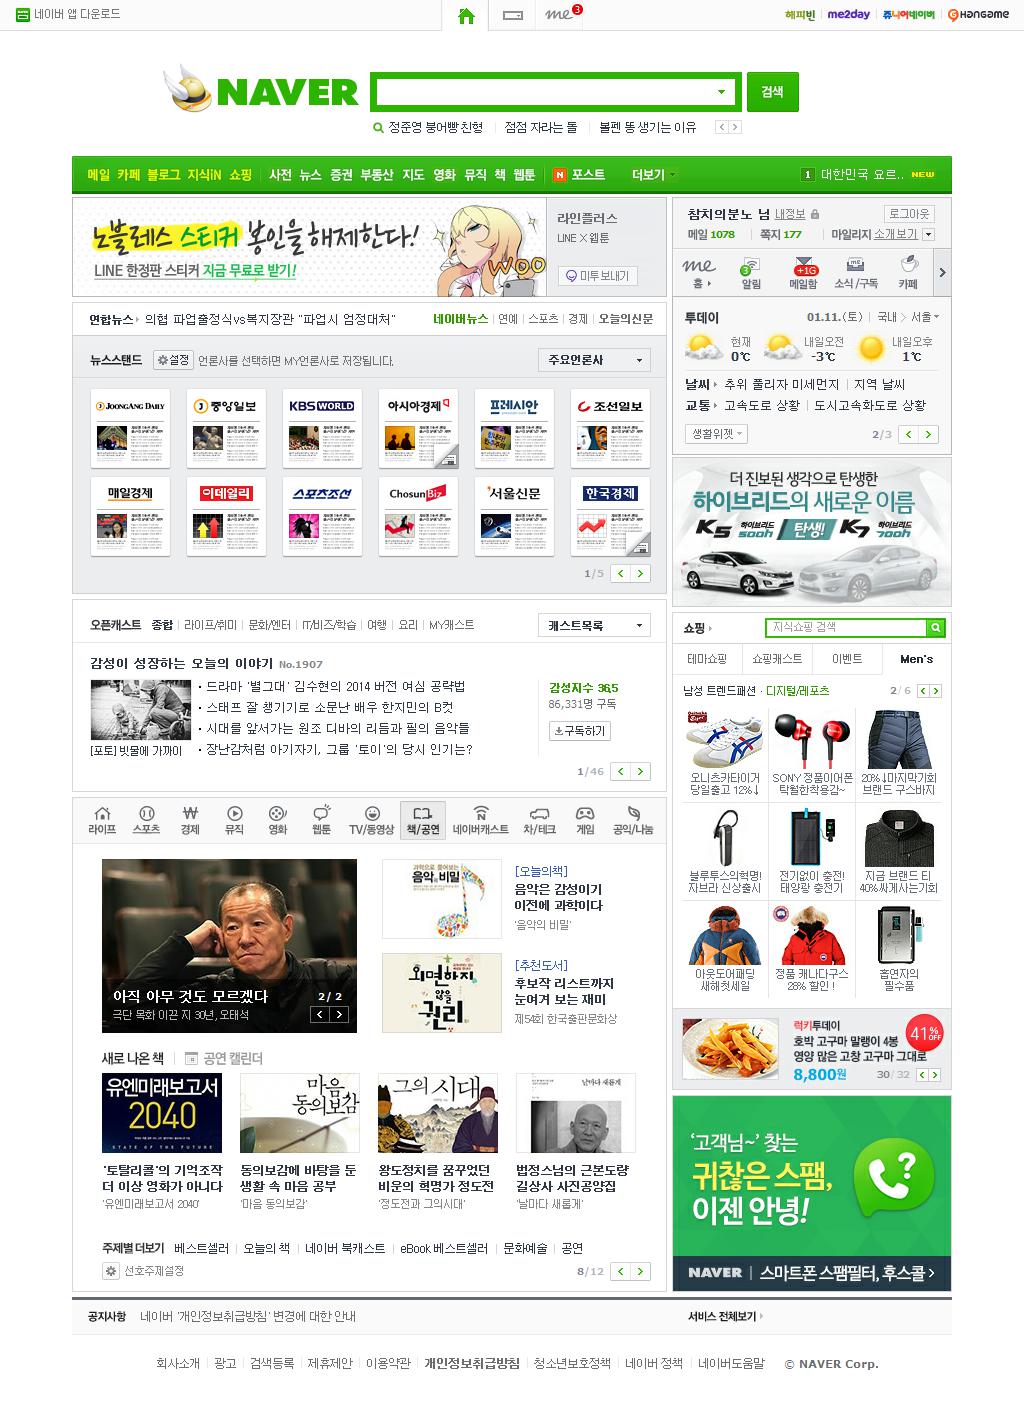 네이버 앱 다운로드
me 3
해피빈 me2day 쥬니어네이버 HANGAME
NAVER
검색
정준영 붕어빵 친형 점점 자라는 돌 볼펜 똥 생기는 이유
메일 카페 블로그 지식iN 쇼핑 사전 뉴스 증권 부동산 지도 영화 뮤직 책 웹툰 N 포스트 더보기
1 대한민국 요르.. NEW
노블레스 스티커 봉인을 해제한다!
LINE 한정판 스티커 지금 무료로 받기!
WOO
라인플러스
LINE X 웹툰
미투 보내기
참치의분노 님 내정보 로그아웃
메일 1078 쪽지 177 마일리지 소개보기
me 홈 3 알림 +1G 메일함 me 소식/구독 카페
연합뉴스 의협 파업출정식vs복지장관 "파업시 엄정대처"
네이버뉴스 연예 스포츠 경제 오늘의신문
뉴스스탠드 설정 언론사를 선택하면 MY언론사로 저장됩니다.
주요언론사
JOONGANG DAILY 중앙일보 KBS WORLD 아시아경제 프레시안 조선일보
매일경제 이데일리 스포츠조선 ChosunBiz 서울신문 한국경제
1/5
투데이 01.11.(토) 국내 서울
현재 0℃ 내일오전 -3℃ 내일오후 1℃
날씨 추위 풀리자 미세먼지 지역 날씨
교통 고속도로 상황 도시고속화도로 상황
생활위젯 2/3
더 진보된 생각으로 탄생한
하이브리드의 새로운 이름
K5 하이브리드 500h 탄생! K7 하이브리드 700h
오픈캐스트 종합 라이프/취미 문화/엔터 IT/비즈/학습 여행 요리 MY캐스트
캐스트목록
감성이 성장하는 오늘의 이야기 No.1907
[포토] 빗물에 가까이
드라마 '별그대' 김수현의 2014 버전 여심 공략법
스태프 잘 챙기기로 소문난 배우 한지민의 B컷
시대를 앞서가는 원조 디바의 리듬과 필의 음악들
장난감처럼 아기자기, 그룹 '토이'의 당시 인기는?
감성지수 36.5
86,331명 구독
구독하기
1/46
쇼핑 지식쇼핑 검색
테마쇼핑 쇼핑캐스트 이벤트 Men's
남성 트렌드패션 · 디지털/레포츠 2/6
오니츠카타이거 당일출고 12%↓
SONY 정품이어폰 탁월한착용감~
20%↓마지막기회 브랜드 구스바지
블루투스의혁명! 자브라 신상출시
전기없이 충전! 태양광 충전기
지금 브랜드 티 40%싸게사는기회
아웃도어패딩 새해첫세일
정품 캐나다구스 28% 할인 !
흡연자의 필수품
라이프 스포츠 경제 뮤직 영화 웹툰 TV/동영상 책/공연 네이버캐스트 차/테크 게임 공익/나눔
아직 아무 것도 모르겠다
극단 목화 이끈 지 30년, 오태석
2/2
과학으로 풀어보는
음악의 비밀
[오늘의책]
음악은 감성이기
이전에 과학이다
'음악의 비밀'
외면하지 않을 권리
[추천도서]
후보작 리스트까지
눈여겨 보는 재미
제54회 한국출판문화상
새로 나온 책 공연 캘린더
유엔미래보고서
2040
STATE OF THE FUTURE
마음 동의보감
그의 시대
날마다 새롭게
'토탈리콜'의 기억조작
더 이상 영화가 아니다
'유엔미래보고서 2040'
동의보감에 바탕을 둔
생활 속 마음 공부
'마음 동의보감'
왕도정치를 꿈꾸었던
비운의 혁명가 정도전
'정도전과 그의시대'
법정스님의 근본도량
길상사 사진공양집
'날마다 새롭게'
주제별 더보기 베스트셀러 오늘의 책 네이버 북캐스트 eBook 베스트셀러 문화예술 공연
선호주제설정 8/12
럭키투데이
호박 고구마 말랭이 4봉
영양 많은 고창 고구마 그대로
8,800원
41% OFF
30/32
'고객님~' 찾는
귀찮은 스팸,
이젠 안녕!
NAVER 스마트폰 스팸필터, 후스콜
공지사항 네이버 '개인정보취급방침' 변경에 대한 안내
서비스 전체보기
회사소개 광고 검색등록 제휴제안 이용약관 개인정보취급방침 청소년보호정책 네이버 정책 네이버도움말 © NAVER Corp.